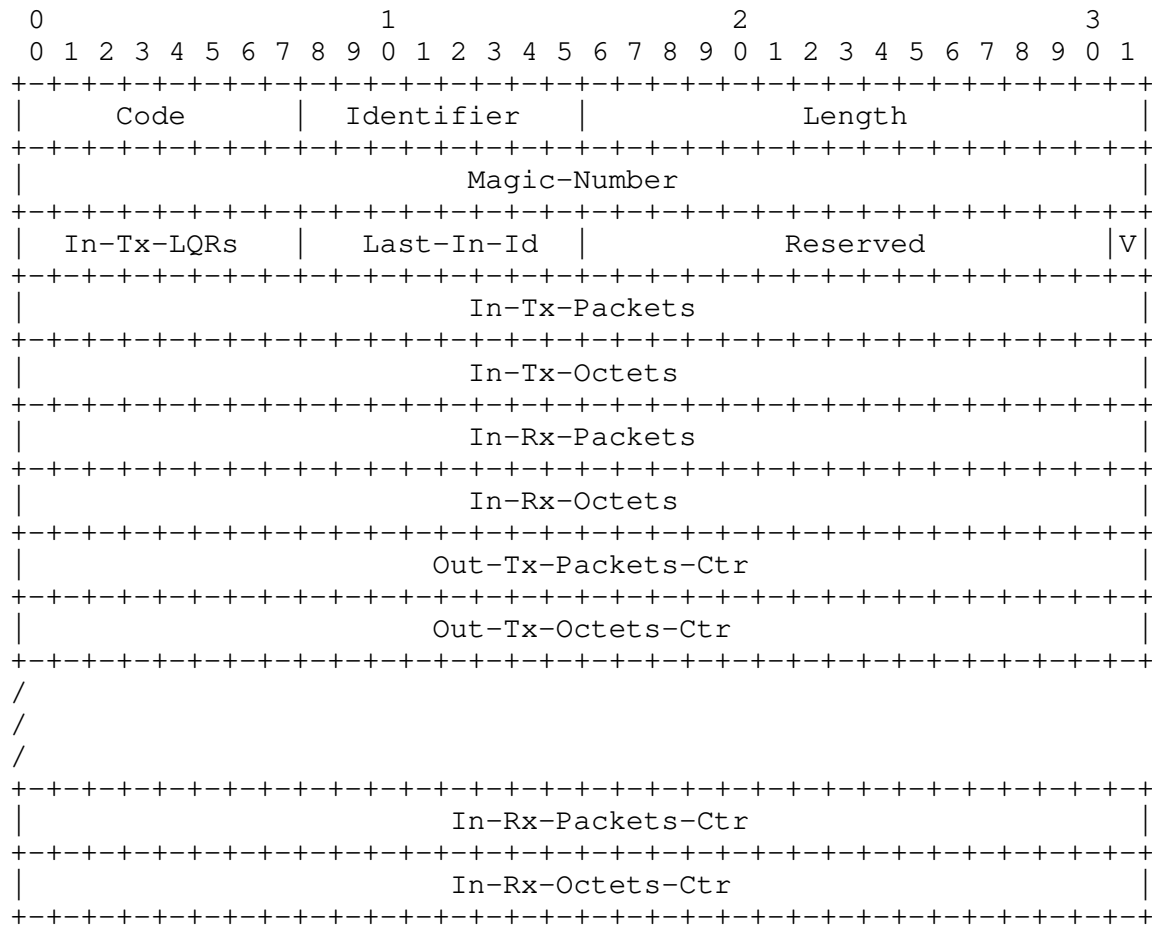 0                   1                   2                   3
 0 1 2 3 4 5 6 7 8 9 0 1 2 3 4 5 6 7 8 9 0 1 2 3 4 5 6 7 8 9 0 1
+-+-+-+-+-+-+-+-+-+-+-+-+-+-+-+-+-+-+-+-+-+-+-+-+-+-+-+-+-+-+-+-+
|     Code      |  Identifier   |            Length             |
+-+-+-+-+-+-+-+-+-+-+-+-+-+-+-+-+-+-+-+-+-+-+-+-+-+-+-+-+-+-+-+-+
|                         Magic-Number                          |
+-+-+-+-+-+-+-+-+-+-+-+-+-+-+-+-+-+-+-+-+-+-+-+-+-+-+-+-+-+-+-+-+
|  In-Tx-LQRs   |   Last-In-Id  |           Reserved          |V|
+-+-+-+-+-+-+-+-+-+-+-+-+-+-+-+-+-+-+-+-+-+-+-+-+-+-+-+-+-+-+-+-+
|                         In-Tx-Packets                         |
+-+-+-+-+-+-+-+-+-+-+-+-+-+-+-+-+-+-+-+-+-+-+-+-+-+-+-+-+-+-+-+-+
|                         In-Tx-Octets                          |
+-+-+-+-+-+-+-+-+-+-+-+-+-+-+-+-+-+-+-+-+-+-+-+-+-+-+-+-+-+-+-+-+
|                         In-Rx-Packets                         |
+-+-+-+-+-+-+-+-+-+-+-+-+-+-+-+-+-+-+-+-+-+-+-+-+-+-+-+-+-+-+-+-+
|                         In-Rx-Octets                          |
+-+-+-+-+-+-+-+-+-+-+-+-+-+-+-+-+-+-+-+-+-+-+-+-+-+-+-+-+-+-+-+-+
|                       Out-Tx-Packets-Ctr                      |
+-+-+-+-+-+-+-+-+-+-+-+-+-+-+-+-+-+-+-+-+-+-+-+-+-+-+-+-+-+-+-+-+
|                       Out-Tx-Octets-Ctr                       |
+-+-+-+-+-+-+-+-+-+-+-+-+-+-+-+-+-+-+-+-+-+-+-+-+-+-+-+-+-+-+-+-+
/
/
/
+-+-+-+-+-+-+-+-+-+-+-+-+-+-+-+-+-+-+-+-+-+-+-+-+-+-+-+-+-+-+-+-+
|                        In-Rx-Packets-Ctr                      |
+-+-+-+-+-+-+-+-+-+-+-+-+-+-+-+-+-+-+-+-+-+-+-+-+-+-+-+-+-+-+-+-+
|                        In-Rx-Octets-Ctr                       |
+-+-+-+-+-+-+-+-+-+-+-+-+-+-+-+-+-+-+-+-+-+-+-+-+-+-+-+-+-+-+-+-+